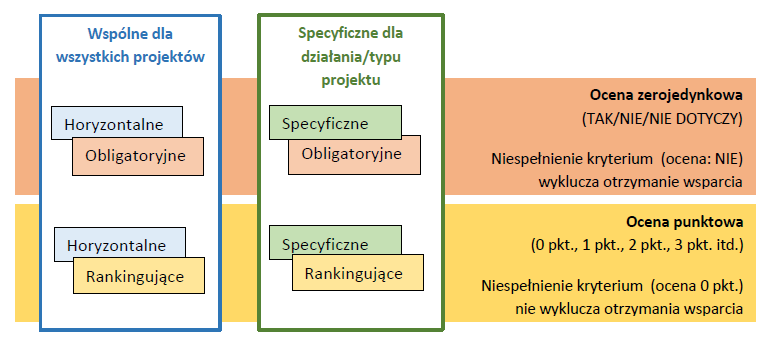 Wspólne dla
wszystkich projektów
Specyficzne dla
działania/typu
projektu
Horyzontalne
Obligatoryjne
Specyficzne
Obligatoryjne
Ocena zerojedynkowa
(TAK/NIE/NIE DOTYCZY)
Niespełnienie kryterium (ocena: NIE)
wyklucza otrzymanie wsparcia
Horyzontalne
Rankingujące
Specyficzne
Rankingujące
Ocena punktowa
(0 pkt., 1 pkt., 2 pkt., 3 pkt. itd.)
Niespełnienie kryterium (ocena 0 pkt.)
nie wyklucza otrzymania wsparcia